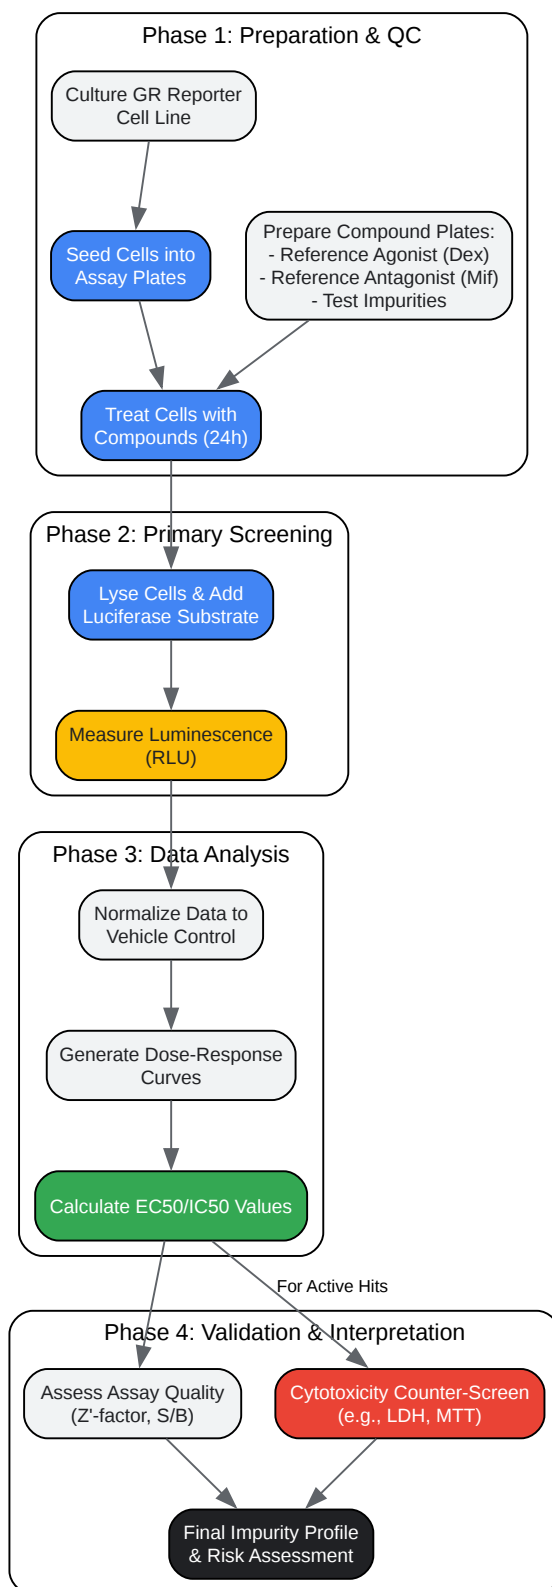 Phase 1: Preparation & QC
Culture GR Reporter
Cell Line
Prepare Compound Plates:
- Reference Agonist (Dex)
- Reference Antagonist (Mif)
- Test Impurities
Seed Cells into
Assay Plates
Treat Cells with
Compounds (24h)
Phase 2: Primary Screening
Lyse Cells & Add
Luciferase Substrate
Measure Luminescence
(RLU)
Phase 3: Data Analysis
Normalize Data to
Vehicle Control
Generate Dose-Response
Curves
Calculate EC50/IC50 Values
For Active Hits
Phase 4: Validation & Interpretation
Assess Assay Quality
(Z'-factor, S/B)
Cytotoxicity Counter-Screen
(e.g., LDH, MTT)
Final Impurity Profile
& Risk Assessment